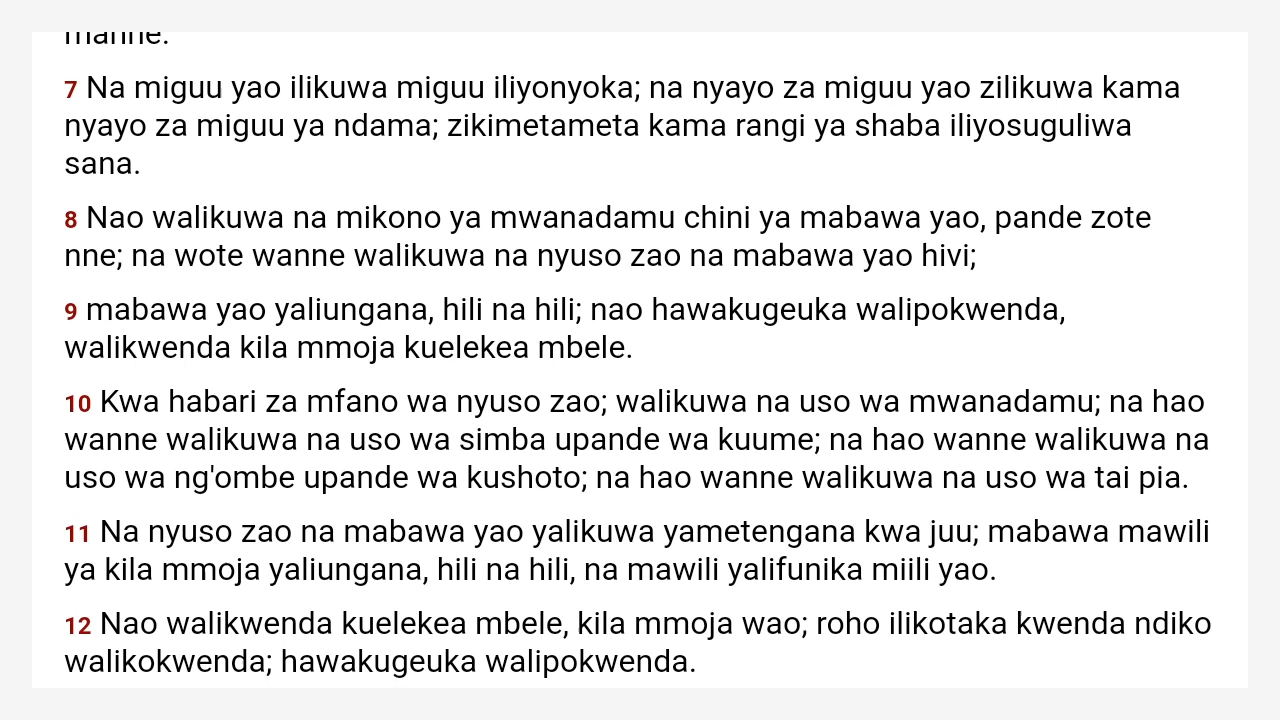 manne.
7 Na miguu yao ilikuwa miguu iliyonyoka; na nyayo za miguu yao zilikuwa kama
nyayo za miguu ya ndama; zikimetameta kama rangi ya shaba iliyosuguliwa
sana.
8 Nao walikuwa na mikono ya mwanadamu chini ya mabawa yao, pande zote
nne; na wote wanne walikuwa na nyuso zao na mabawa yao hivi;
9 mabawa yao yaliungana, hili na hili; nao hawakugeuka walipokwenda,
walikwenda kila mmoja kuelekea mbele.
10 Kwa habari za mfano wa nyuso zao; walikuwa na uso wa mwanadamu; na hao
wanne walikuwa na uso wa simba upande wa kuume; na hao wanne walikuwa na
uso wa ng'ombe upande wa kushoto; na hao wanne walikuwa na uso wa tai pia.
11 Na nyuso zao na mabawa yao yalikuwa yametengana kwa juu; mabawa mawili
ya kila mmoja yaliungana, hili na hili, na mawili yalifunika miili yao.
12 Nao walikwenda kuelekea mbele, kila mmoja wao; roho ilikotaka kwenda ndiko
walikokwenda; hawakugeuka walipokwenda.